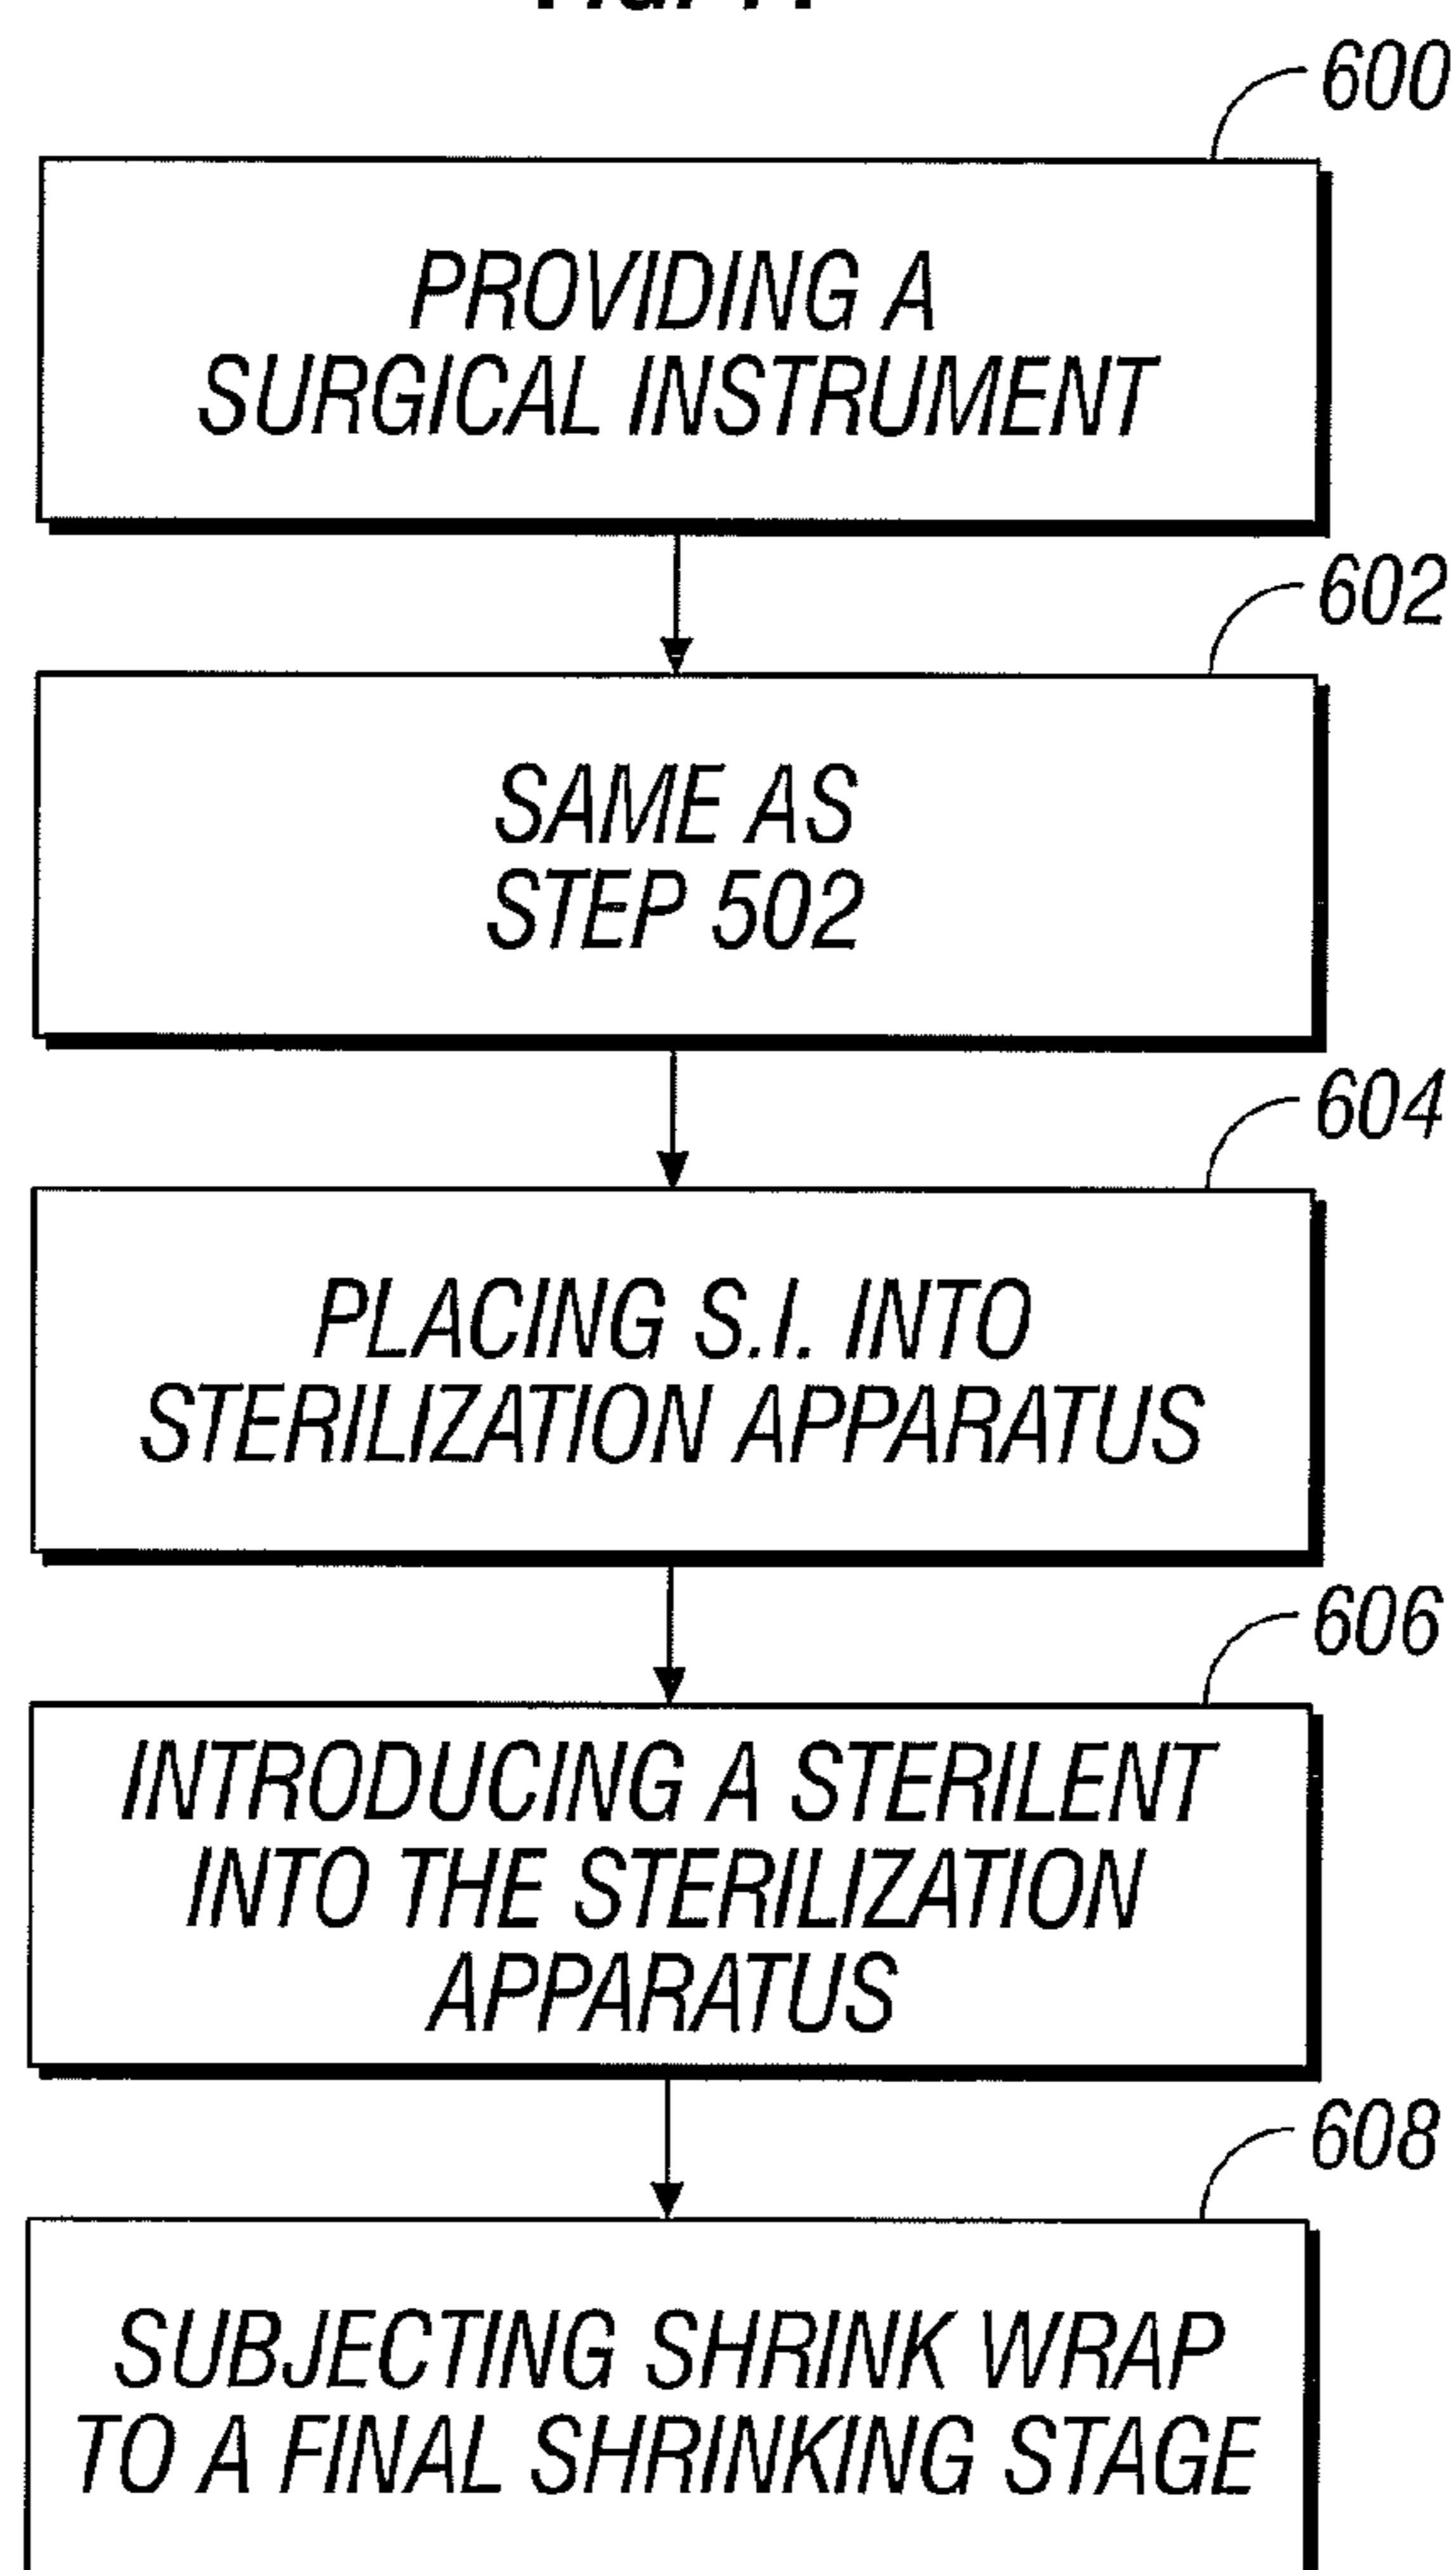 600
PROVIDING A
SURGICAL INSTRUMENT
602
SAME AS
STEP 502
604
PLACING S.I. INTO
STERILIZATION APPARATUS
606
INTRODUCING A STERILENT
INTO THE STERILIZATION
APPARATUS
608
SUBJECTING SHRINK WRAP
TO A FINAL SHRINKING STAGE